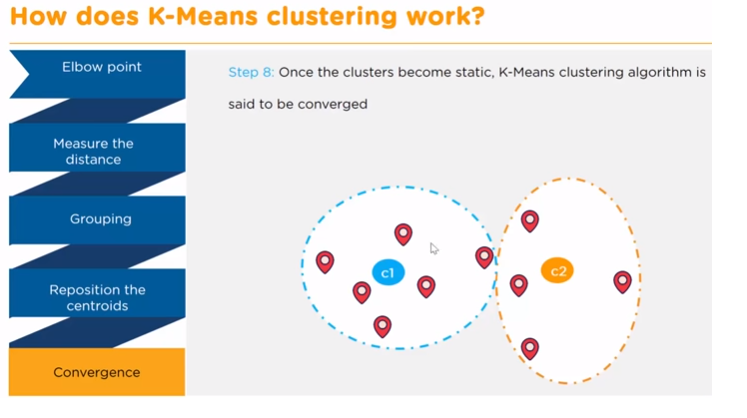 How does K-Means clustering work?
Elbow point
Measure the
distance
Grouping
Reposition the
centroids
Convergence
Step 8: Once the clusters become static, K-Means clustering algorithm is
said to be converged
c1
c2